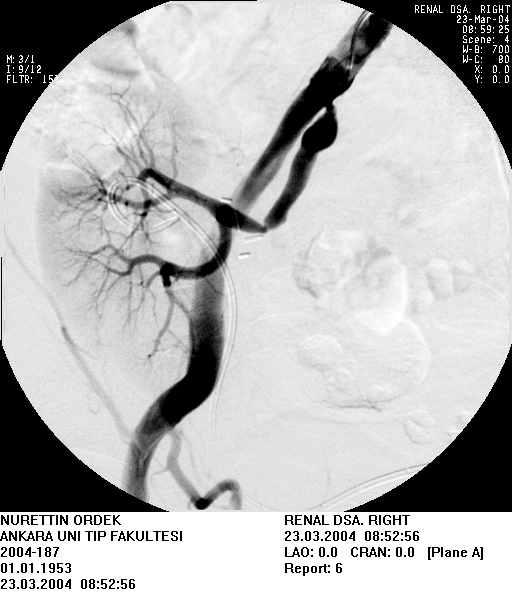 RENAL DSA. RIGHT
23-Mar-04
08:59:25
Scene: 4
W-B: 700
W-C: 80
X: 0.0
Y: 0.0
M: 3/1
I: 9/12
FLTR: 15
NURETTIN ORDEK
ANKARA UNI TIP FAKULTESI
2004-187
01.01.1953
23.03.2004 08:52:56
RENAL DSA. RIGHT
23.03.2004 08:52:56
LAO: 0.0 CRAN: 0.0 [Plane A]
Report: 6